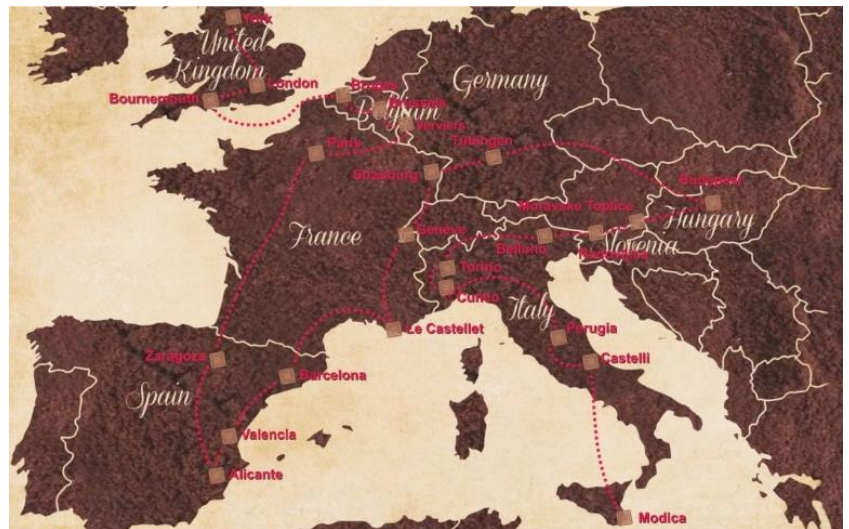 York
United
Kingdom
London
Bournemouth
Bruges
Brussels
Belgium
Verviers
Germany
Tubingen
Paris
Strasburg
Budapest
Moravske Toplice
Hungary
Geneve
France
Belluno
Slovenia
Torino
Cuneo
Italy
Le Castellet
Perugia
Zaragoza
Castelli
Barcelona
Spain
Valencia
Alicante
Modica